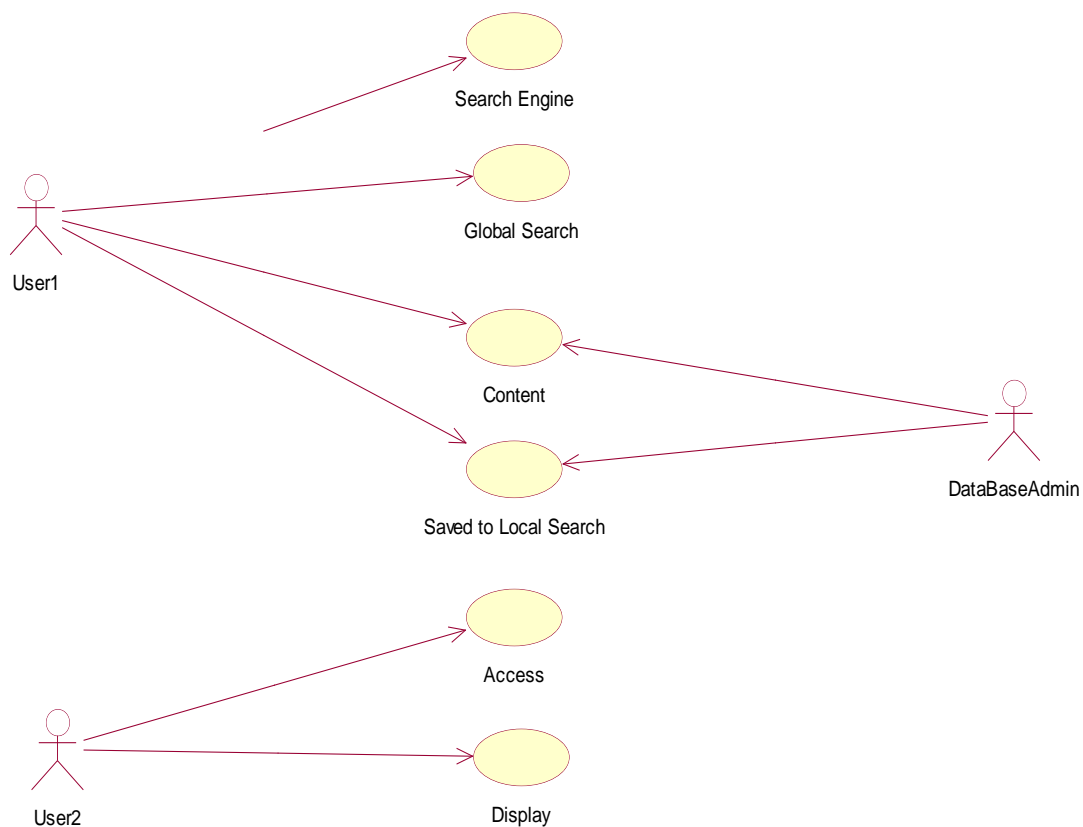 Search Engine
Global Search
User1
Content
DataBaseAdmin
Saved to Local Search
Access
Display
User2